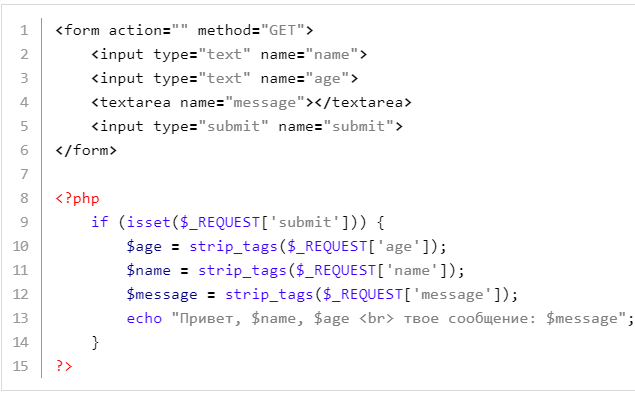 1 <form action="" method="GET">
2 <input type="text" name="name">
3 <input type="text" name="age">
4 <textarea name="message"></textarea>
5 <input type="submit" name="submit">
6 </form>
7
8 <?php
9 if (isset($_REQUEST['submit'])) {
10 $age = strip_tags($_REQUEST['age']);
11 $name = strip_tags($_REQUEST['name']);
12 $message = strip_tags($_REQUEST['message']);
13 echo "Привет, $name, $age <br> твое сообщение: $message";
14 }
15 ?>